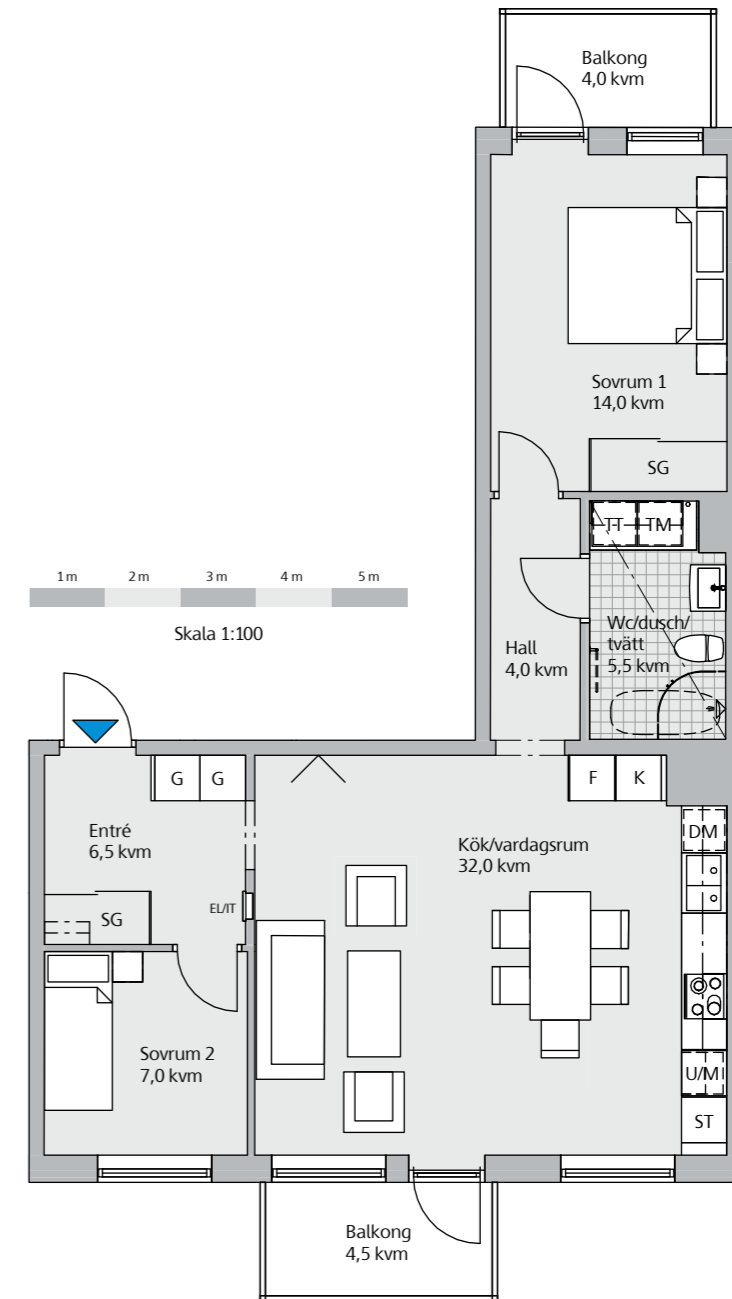 Balkong
4,0 kvm
Sovrum 1
14,0 kvm
SG
TT TM
1 m 2 m 3 m 4 m 5 m
Skala 1:100
Wc/dusch/
tvätt
5,5 kvm
Hall
4,0 kvm
G G
F K
Entré
6,5 kvm
Kök/vardagsrum
32,0 kvm
DM
EL/IT
SG
Sovrum 2
7,0 kvm
U/M
ST
Balkong
4,5 kvm